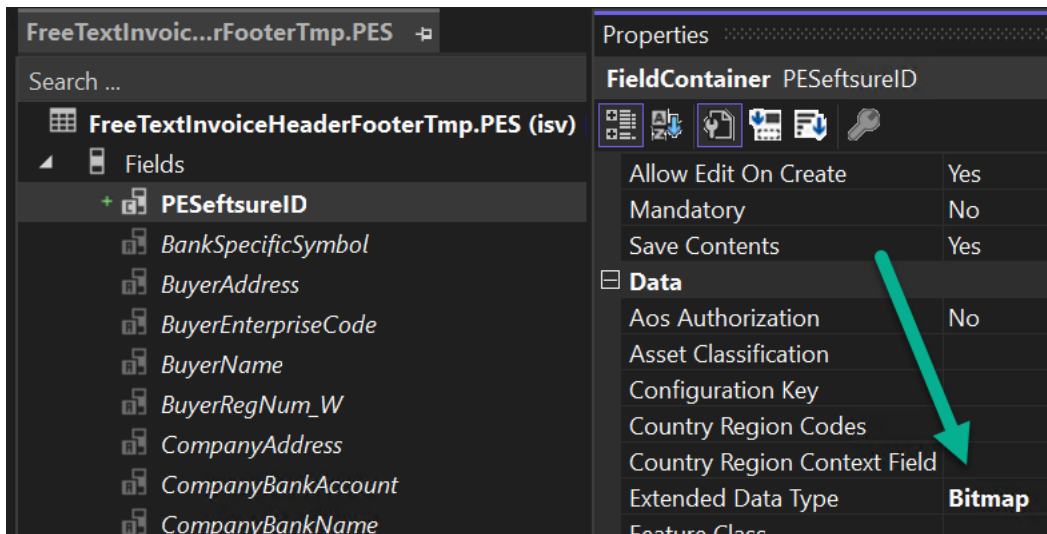 FreeTextInvoic...rFooterTmp.PES
Search ...
FreeTextInvoiceHeaderFooterTmp.PES (isv)
Fields
PESeftsureID
BankSpecificSymbol
BuyerAddress
BuyerEnterpriseCode
BuyerName
BuyerRegNum_W
CompanyAddress
CompanyBankAccount
CompanyBankName
Properties
FieldContainer PESeftsureID
Allow Edit On Create Yes
Mandatory No
Save Contents Yes
Data
Aos Authorization No
Asset Classification
Configuration Key
Country Region Codes
Country Region Context Field
Extended Data Type Bitmap
Feature Class